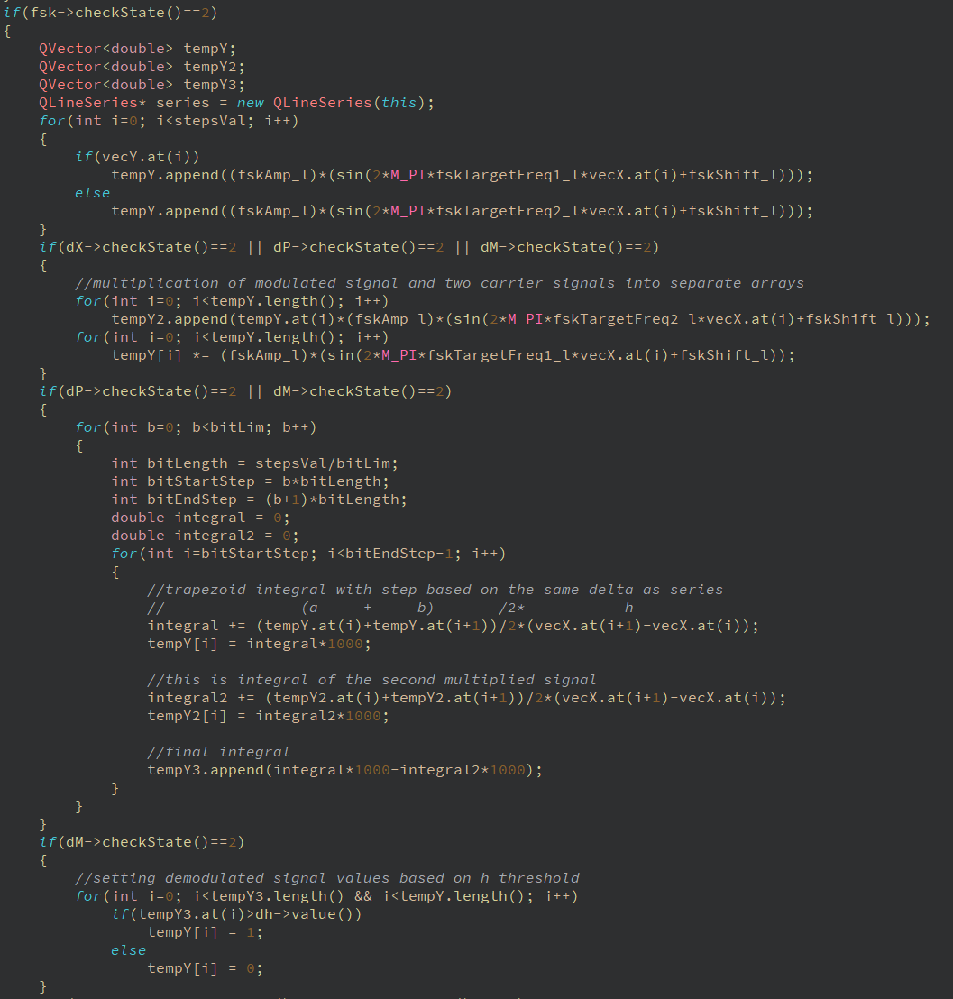 if(fsk->checkState()==2)
{
    QVector<double> tempY;
    QVector<double> tempY2;
    QVector<double> tempY3;
    QLineSeries* series = new QLineSeries(this);
    for(int i=0; i<stepsVal; i++)
    {
        if(vecY.at(i))
            tempY.append((fskAmp_l)*(sin(2*M_PI*fskTargetFreq1_l*vecX.at(i)+fskShift_l)));
        else
            tempY.append((fskAmp_l)*(sin(2*M_PI*fskTargetFreq2_l*vecX.at(i)+fskShift_l)));
    }
    if(dX->checkState()==2 || dP->checkState()==2 || dM->checkState()==2)
    {
        //multiplication of modulated signal and two carrier signals into separate arrays
        for(int i=0; i<tempY.length(); i++)
            tempY2.append(tempY.at(i)*(fskAmp_l)*(sin(2*M_PI*fskTargetFreq2_l*vecX.at(i)+fskShift_l)));
        for(int i=0; i<tempY.length(); i++)
            tempY[i] *= (fskAmp_l)*(sin(2*M_PI*fskTargetFreq1_l*vecX.at(i)+fskShift_l));
    }
    if(dP->checkState()==2 || dM->checkState()==2)
    {
        for(int b=0; b<bitLim; b++)
        {
            int bitLength = stepsVal/bitLim;
            int bitStartStep = b*bitLength;
            int bitEndStep = (b+1)*bitLength;
            double integral = 0;
            double integral2 = 0;
            for(int i=bitStartStep; i<bitEndStep-1; i++)
            {
                //trapezoid integral with step based on the same delta as series
                //               (a     +     b)       /2*           h
                integral += (tempY.at(i)+tempY.at(i+1))/2*(vecX.at(i+1)-vecX.at(i));
                tempY[i] = integral*1000;

                //this is integral of the second multiplied signal
                integral2 += (tempY2.at(i)+tempY2.at(i+1))/2*(vecX.at(i+1)-vecX.at(i));
                tempY2[i] = integral2*1000;

                //final integral
                tempY3.append(integral*1000-integral2*1000);
            }
        }
    }
    if(dM->checkState()==2)
    {
        //setting demodulated signal values based on h threshold
        for(int i=0; i<tempY3.length() && i<tempY.length(); i++)
            if(tempY3.at(i)>dh->value())
                tempY[i] = 1;
            else
                tempY[i] = 0;
    }